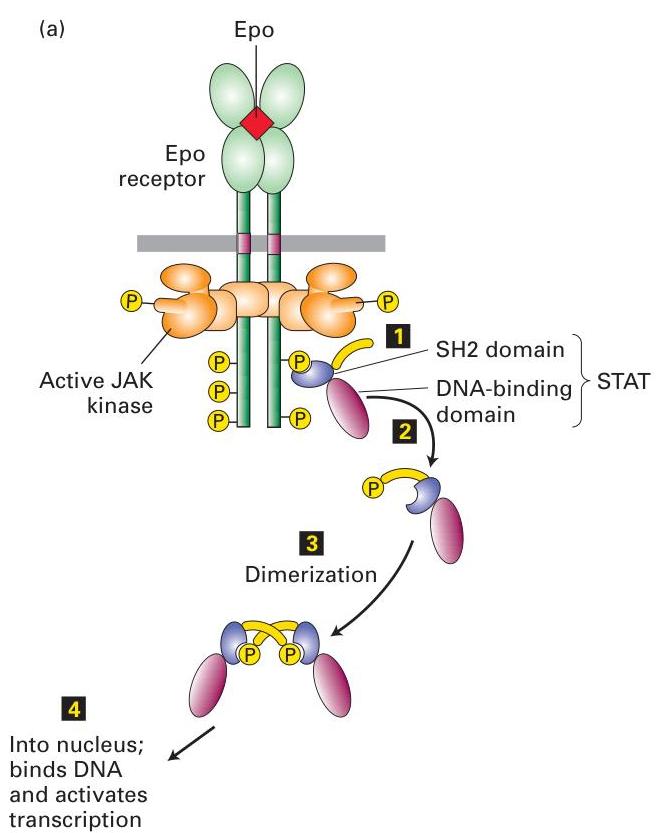 (a)
Epo
Epo
receptor
P
P
1
P
P
SH2 domain
Active JAK
kinase
P
DNA-binding
domain
STAT
P
P
2
P
3
Dimerization
P
P
4
Into nucleus;
binds DNA
and activates
transcription